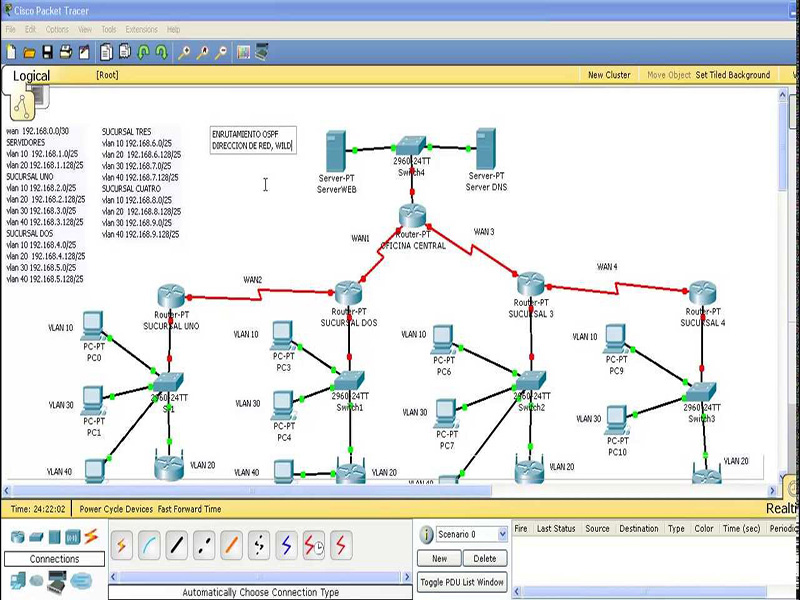 Cisco Packet Tracer
File Edit Options View Tools Extensions Help
Logical
[Root]
New Cluster
Move Object
Set Tiled Background
wan 192.168.0.0/30
SERVIDORES
vlan 10 192.168.1.0/25
vlan 20 192.168.1.128/25
SUCURSAL UNO
vlan 10 192.168.2.0/25
vlan 20 192.168.2.128/25
vlan 30 192.168.3.0/25
vlan 40 192.168.3.128/25
SUCURSAL DOS
vlan 10 192.168.4.0/25
vlan 20 192.168.4.128/25
vlan 30 192.168.5.0/25
vlan 40 192.168.5.128/25
SUCURSAL TRES
vlan 10 192.168.6.0/25
vlan 20 192.168.6.128/25
vlan 30 192.168.7.0/25
vlan 40 192.168.7.128/25
SUCURSAL CUATRO
vlan 10 192.168.8.0/25
vlan 20 192.168.8.128/25
vlan 30 192.168.9.0/25
vlan 40 192.168.9.128/25
ENRUTAMIENTO OSPF
DIRECCION DE RED, WILD
Server-PT
ServerWEB
2960-24TT
Switch4
Server-PT
Server DNS
Router-PT
OFICINA CENTRAL
WAN1
WAN 3
WAN2
WAN 4
Router-PT
SUCURSAL UNO
Router-PT
SUCURSAL DOS
Router-PT
SUCURSAL 3
Router-PT
SUCURSAL 4
VLAN 10
PC-PT
PC0
VLAN 30
PC-PT
PC1
VLAN 40
2960-24TT
VLAN 20
VLAN 10
PC-PT
PC3
VLAN 30
PC-PT
PC4
VLAN 40
2960-24TT
Switch1
VLAN 20
VLAN 10
PC-PT
PC6
VLAN 30
PC-PT
PC7
VLAN 40
2960-24TT
Switch2
VLAN 20
VLAN 10
PC-PT
PC9
VLAN 30
PC-PT
PC10
2960-24TT
Switch3
VLAN 20
Time: 24:22:02
Power Cycle Devices Fast Forward Time
Realti
Connections
Automatically Choose Connection Type
Scenario 0
New
Delete
Toggle PDU List Window
Fire Last Status Source Destination Type Color Time (sec) Periodic